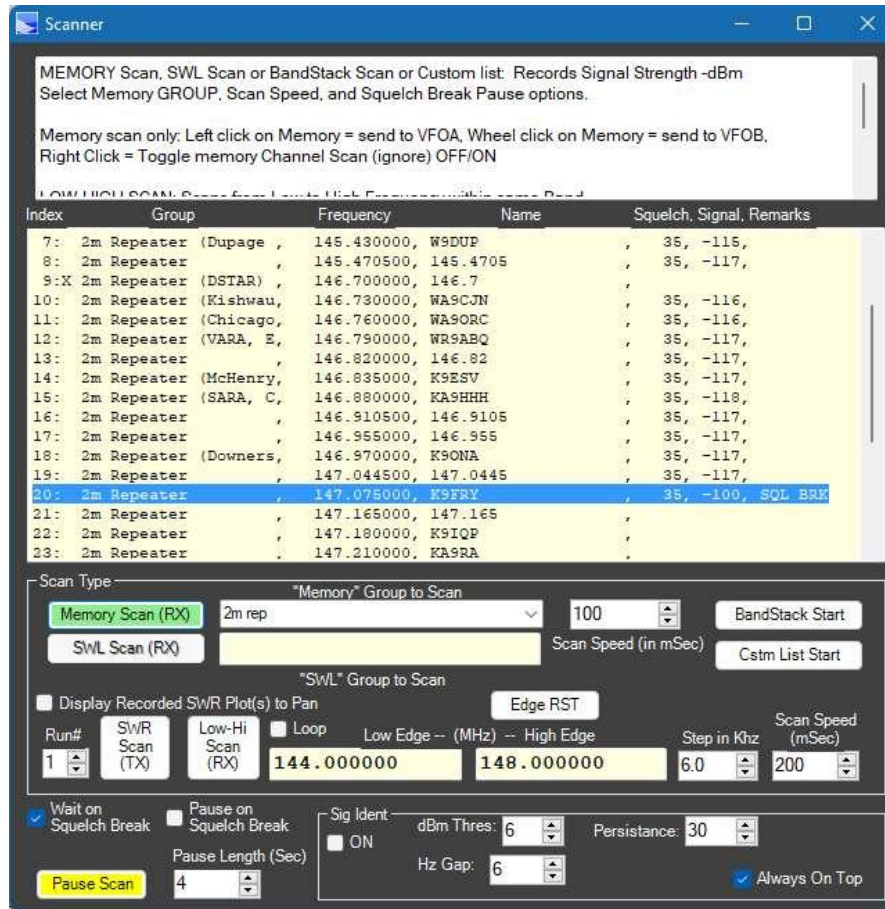 Scanner
MEMORY Scan, SWL Scan or BandStack Scan or Custom list: Records Signal Strength -dBm
Select Memory GROUP, Scan Speed, and Squelch Break Pause options.
Memory scan only: Left click on Memory = send to VFOA, Wheel click on Memory = send to VFOB,
Right Click = Toggle memory Channel Scan (ignore) OFF/ON
LOW HIGH SCAN: Scans from Low to High Frequency within same Band
Index Group Frequency Name Squelch, Signal, Remarks
7: 2m Repeater (Dupage , 145.430000, W9DUP , 35, -115,
8: 2m Repeater , 145.470500, 145.4705 , 35, -117,
9:X 2m Repeater (DSTAR) , 146.700000, 146.7 ,
10: 2m Repeater (Kishwau, 146.730000, WA9CJN , 35, -116,
11: 2m Repeater (Chicago, 146.760000, WA9ORC , 35, -116,
12: 2m Repeater (VARA, E, 146.790000, WR9ABQ , 35, -117,
13: 2m Repeater , 146.820000, 146.82 , 35, -117,
14: 2m Repeater (McHenry, 146.835000, K9ESV , 35, -117,
15: 2m Repeater (SARA, C, 146.880000, KA9HHH , 35, -118,
16: 2m Repeater , 146.910500, 146.9105 , 35, -117,
17: 2m Repeater , 146.955000, 146.955 , 35, -117,
18: 2m Repeater (Downers, 146.970000, K9ONA , 35, -117,
19: 2m Repeater , 147.044500, 147.0445 , 35, -117,
20: 2m Repeater , 147.075000, K9FRY , 35, -100, SQL BRK
21: 2m Repeater , 147.165000, 147.165 ,
22: 2m Repeater , 147.180000, K9IQP ,
23: 2m Repeater , 147.210000, KA9RA ,
Scan Type
"Memory" Group to Scan
Memory Scan (RX) 2m rep 100 BandStack Start
SWL Scan (RX) Scan Speed (in mSec) Cstm List Start
"SWL" Group to Scan
Display Recorded SWR Plot(s) to Pan Edge RST
Run# SWR Scan (TX) Low-Hi Scan (RX) Loop Low Edge -- (MHz) -- High Edge Step in Khz Scan Speed (mSec)
1 144.000000 148.000000 6.0 200
Wait on Squelch Break Pause on Squelch Break Sig Ident
ON dBm Thres: 6 Persistance: 30
Pause Length (Sec) Hz Gap: 6
Pause Scan 4 Always On Top